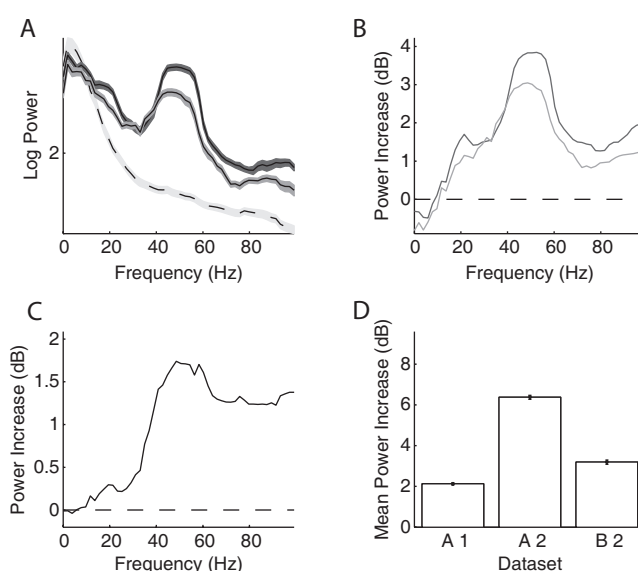 A
Log Power
2
0 20 40 60 80
Frequency (Hz)
B
Power Increase (dB)
4
3
2
1
0
0 20 40 60 80
Frequency (Hz)
C
Power Increase (dB)
2
1.5
1
0.5
0
0 20 40 60 80
Frequency (Hz)
D
Mean Power Increase (dB)
8
6
4
2
0
A 1 A 2 B 2
Dataset